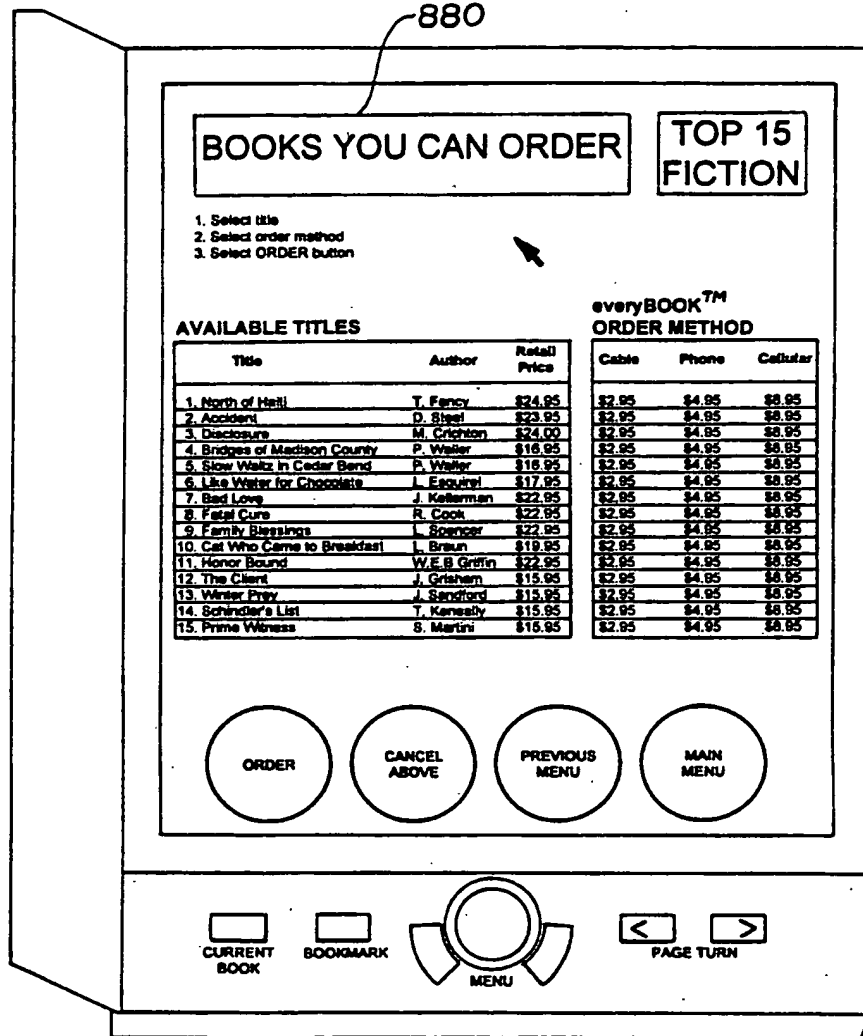 880
BOOKS YOU CAN ORDER
TOP 15
FICTION
1. Select title
2. Select order method
3. Select ORDER button
AVAILABLE TITLES
everyBOOK™
ORDER METHOD
Title Author Retail Price
Cable Phone Cellular
1. North of Haiti T. Fancy $24.95 $2.95 $4.95 $8.95
2. Accident D. Steel $23.95 $2.95 $4.95 $8.95
3. Disclosure M. Crichton $24.00 $2.95 $4.95 $8.95
4. Bridges of Madison County P. Waller $16.95 $2.95 $4.95 $8.95
5. Slow Waltz in Cedar Bend P. Waller $16.95 $2.95 $4.95 $8.95
6. Like Water for Chocolate L. Esquirel $17.95 $2.95 $4.95 $8.95
7. Bad Love J. Kellerman $22.95 $2.95 $4.95 $8.95
8. Fatal Cure R. Cook $22.95 $2.95 $4.95 $8.95
9. Family Blessings L. Spencer $22.95 $2.95 $4.95 $8.95
10. Cat Who Came to Breakfast L. Braun $19.95 $2.95 $4.95 $8.95
11. Honor Bound W.E.B Griffin $22.95 $2.95 $4.95 $8.95
12. The Client J. Grisham $15.95 $2.95 $4.95 $8.95
13. Winter Prey J. Sandford $15.95 $2.95 $4.95 $8.95
14. Schindler's List T. Keneally $15.95 $2.95 $4.95 $8.95
15. Prime Witness S. Martini $15.95 $2.95 $4.95 $8.95
ORDER
CANCEL
ABOVE
PREVIOUS
MENU
MAIN
MENU
CURRENT
BOOK
BOOKMARK
MENU
< >
PAGE TURN